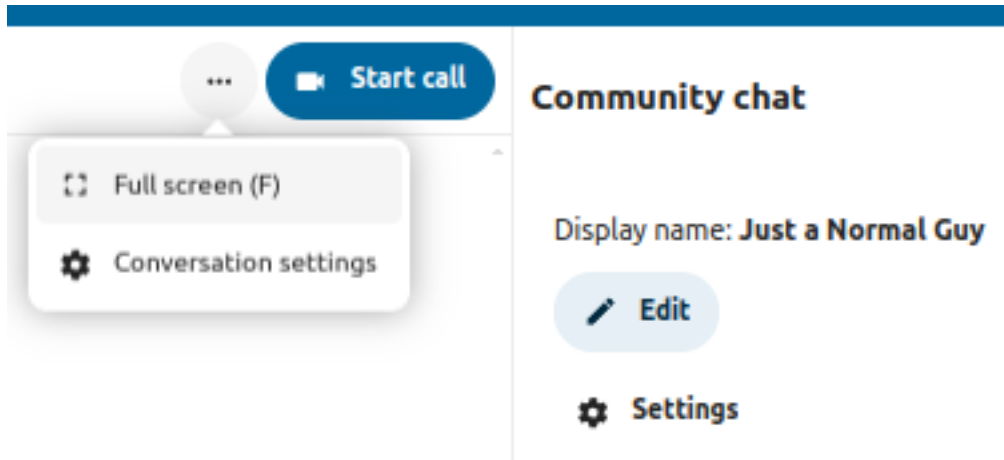 Start call
Full screen (F)
Conversation settings
Community chat
Display name: Just a Normal Guy
Edit
Settings